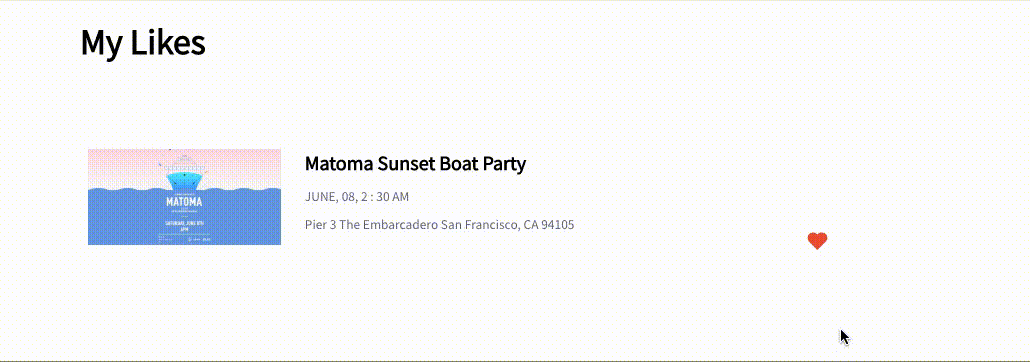 My Likes
Matoma Sunset Boat Party
JUNE, 08, 2 : 30 AM
Pier 3 The Embarcadero San Francisco, CA 94105
MATOMA
SATURDAY, JUNE 8TH